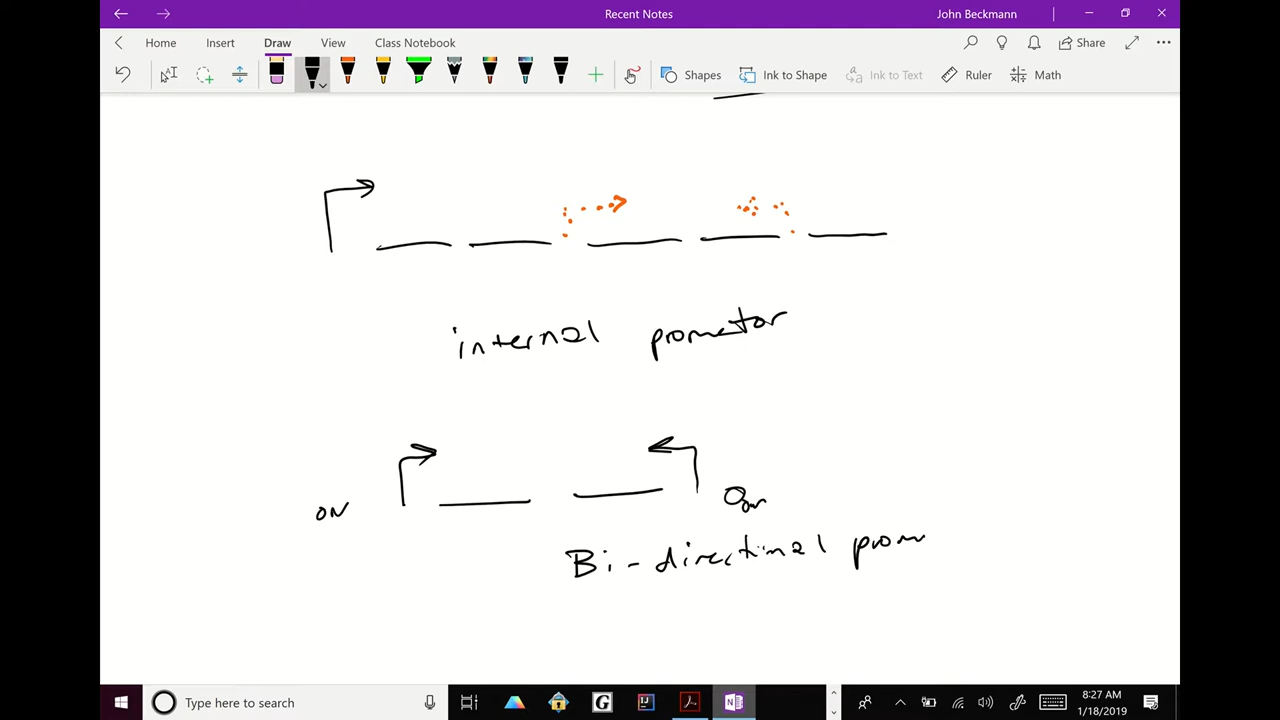 Recent Notes
John Beckmann
Home Insert Draw View Class Notebook
Share
Shapes
Ink to Shape
Ink to Text
Ruler
Math
internal promotor
ON
Bi-directional prom
Type here to search
8:27 AM
1/18/2019